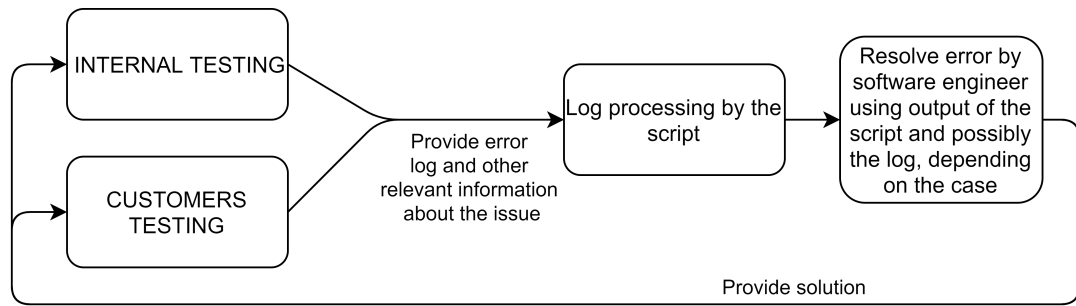 INTERNAL TESTING
CUSTOMERS
TESTING
Provide error
log and other
relevant information
about the issue
Log processing by the
script
Resolve error by
software engineer
using output of the
script and possibly
the log, depending
on the case
Provide solution